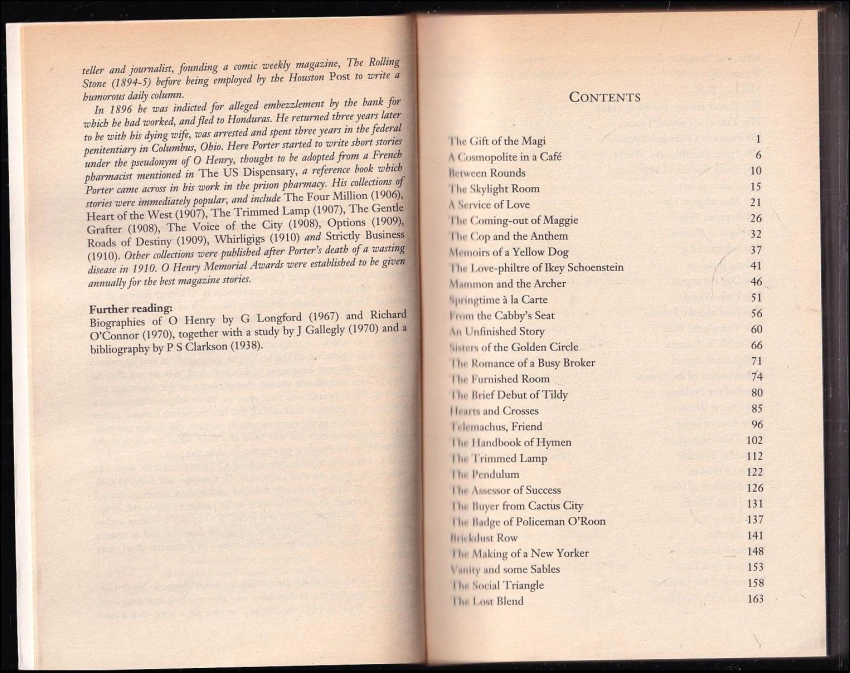 teller and journalist, founding a comic weekly magazine, The Rolling
Stone (1894-5) before being employed by the Houston Post to write a
humorous daily column.
In 1896 he was indicted for alleged embezzlement by the bank for
which he had worked, and fled to Honduras. He returned three years later
to be with his dying wife, was arrested and spent three years in the federal
penitentiary in Columbus, Ohio. Here Porter started to write short stories
under the pseudonym of O Henry, thought to be adopted from a French
pharmacist mentioned in The US Dispensary, a reference book which
Porter came across in his work in the prison pharmacy. His collections of
stories were immediately popular, and include The Four Million (1906),
Heart of the West (1907), The Trimmed Lamp (1907), The Gentle
Grafter (1908), The Voice of the City (1908), Options (1909),
Roads of Destiny (1909), Whirligigs (1910) and Strictly Business
(1910). Other collections were published after Porter's death of a wasting
disease in 1910. O Henry Memorial Awards were established to be given
annually for the best magazine stories.
Further reading:
Biographies of O Henry by G Longford (1967) and Richard
O'Connor (1970), together with a study by J Gallegly (1970) and a
bibliography by P S Clarkson (1938).
CONTENTS
The Gift of the Magi 1
A Cosmopolite in a Café 6
Between Rounds 10
The Skylight Room 15
A Service of Love 21
The Coming-out of Maggie 26
The Cop and the Anthem 32
Memoirs of a Yellow Dog 37
The Love-philtre of Ikey Schoenstein 41
Mammon and the Archer 46
Springtime à la Carte 51
From the Cabby's Seat 56
An Unfinished Story 60
Sisters of the Golden Circle 66
The Romance of a Busy Broker 71
The Furnished Room 74
The Brief Debut of Tildy 80
Hearts and Crosses 85
Telemachus, Friend 96
The Handbook of Hymen 102
The Trimmed Lamp 112
The Pendulum 122
The Assessor of Success 126
The Buyer from Cactus City 131
The Badge of Policeman O'Roon 137
Brickdust Row 141
The Making of a New Yorker 148
Vanity and some Sables 153
The Social Triangle 158
The Lost Blend 163